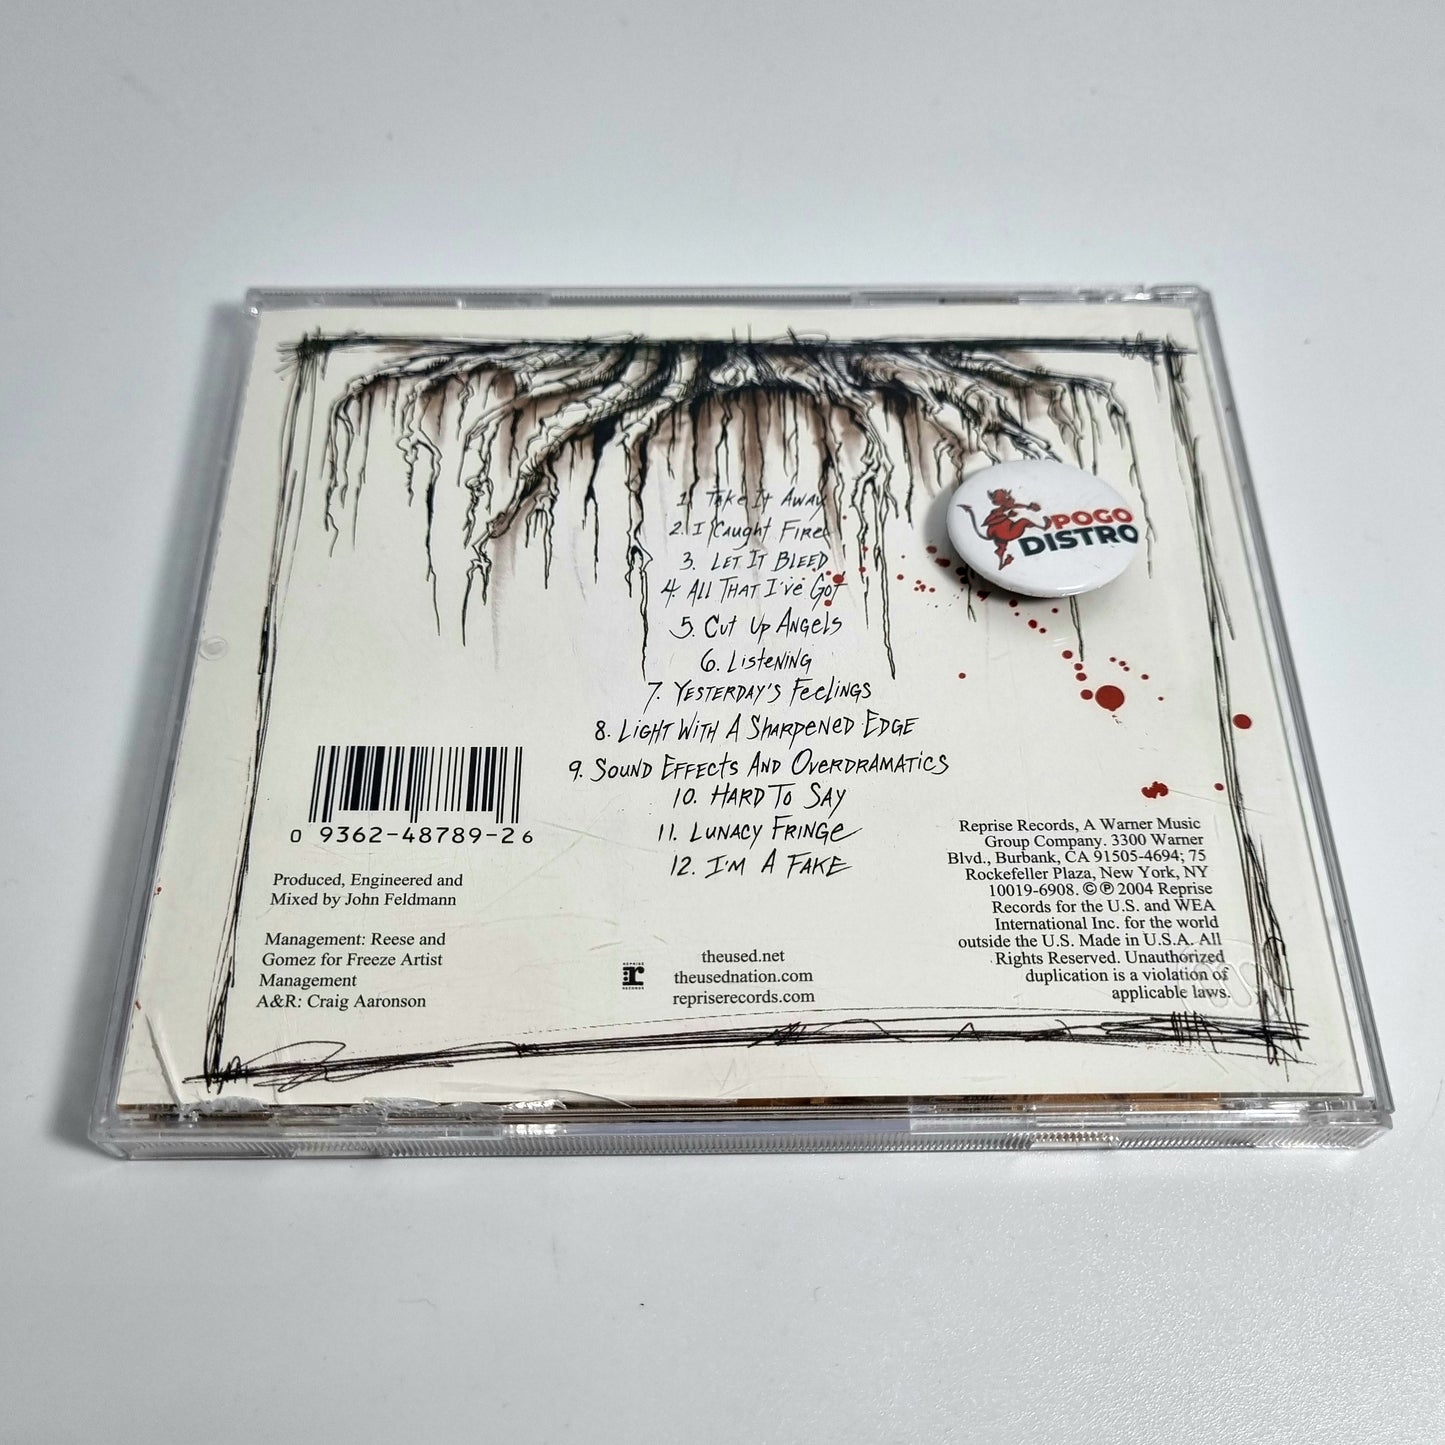 1. Take It Away
2. I Caught Fire
3. Let It Bleed
4. All That I've Got
5. Cut Up Angels
6. Listening
7. Yesterday's Feelings
8. Light With A Sharpened Edge
9. Sound Effects And Overdramatics
10. Hard To Say
11. Lunacy Fringe
12. I'm A Fake
POGO
DISTRO
0 9362-48789-2 6
Produced, Engineered and
Mixed by John Feldmann
Management: Reese and
Gomez for Freeze Artist
Management
A&R: Craig Aaronson
REPRISE
r
RECORDS
theused.net
theusednation.com
repriserecords.com
Reprise Records, A Warner Music
Group Company. 3300 Warner
Blvd., Burbank, CA 91505-4694; 75
Rockefeller Plaza, New York, NY
10019-6908. © ℗ 2004 Reprise
Records for the U.S. and WEA
International Inc. for the world
outside the U.S. Made in U.S.A. All
Rights Reserved. Unauthorized
duplication is a violation of
applicable laws.